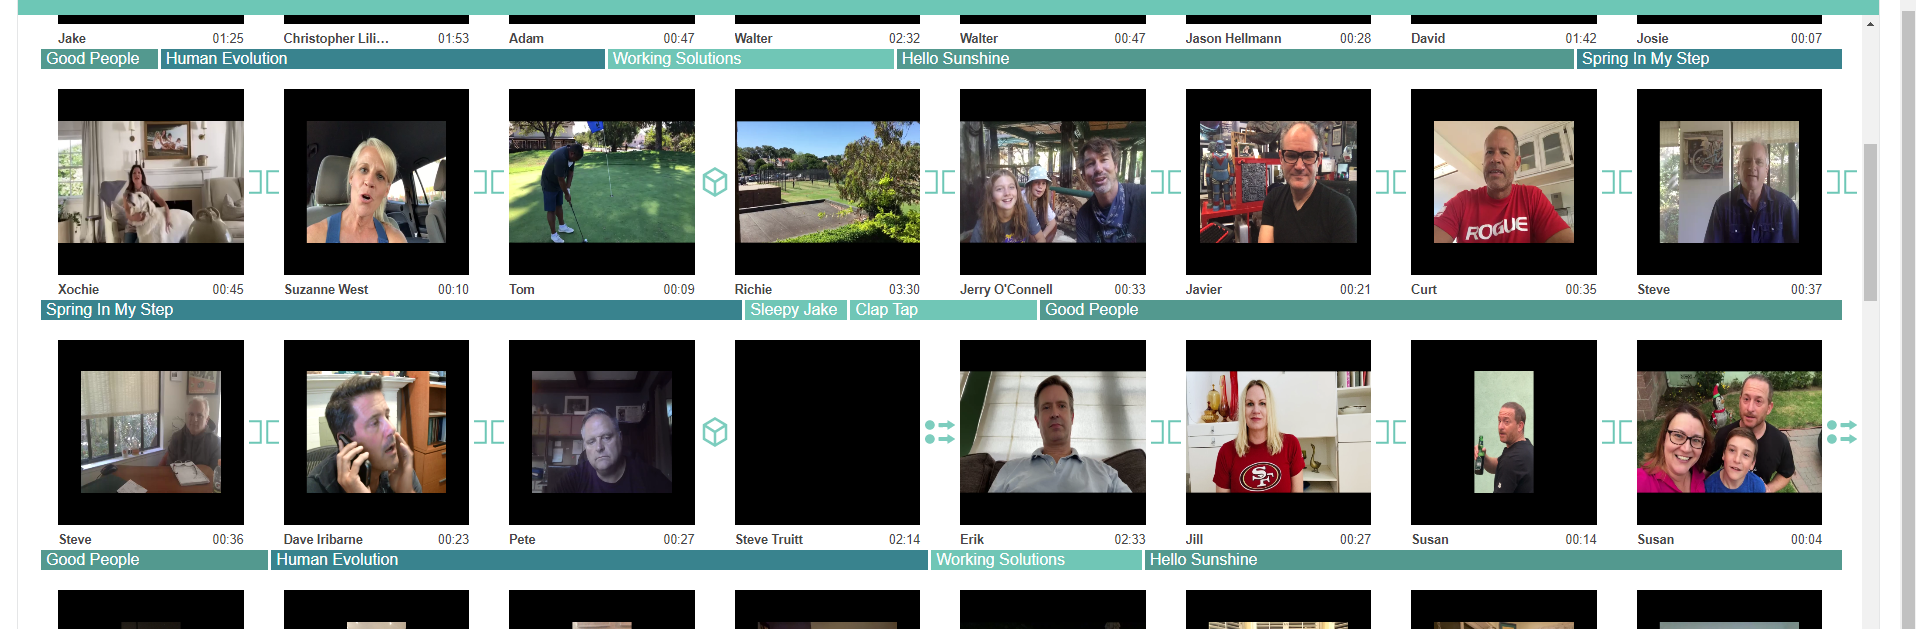 Jake 01:25 Christopher Lili... 01:53 Adam 00:47 Walter 02:32 Walter 00:47 Jason Hellmann 00:28 David 01:42 Josie 00:07
Good People Human Evolution Working Solutions Hello Sunshine Spring In My Step
ROGUE
Xochie 00:45 Suzanne West 00:10 Tom 00:09 Richie 03:30 Jerry O'Connell 00:33 Javier 00:21 Curt 00:35 Steve 00:37
Spring In My Step Sleepy Jake Clap Tap Good People
SF
Steve 00:36 Dave Iribarne 00:23 Pete 00:27 Steve Truitt 02:14 Erik 02:33 Jill 00:27 Susan 00:14 Susan 00:04
Good People Human Evolution Working Solutions Hello Sunshine